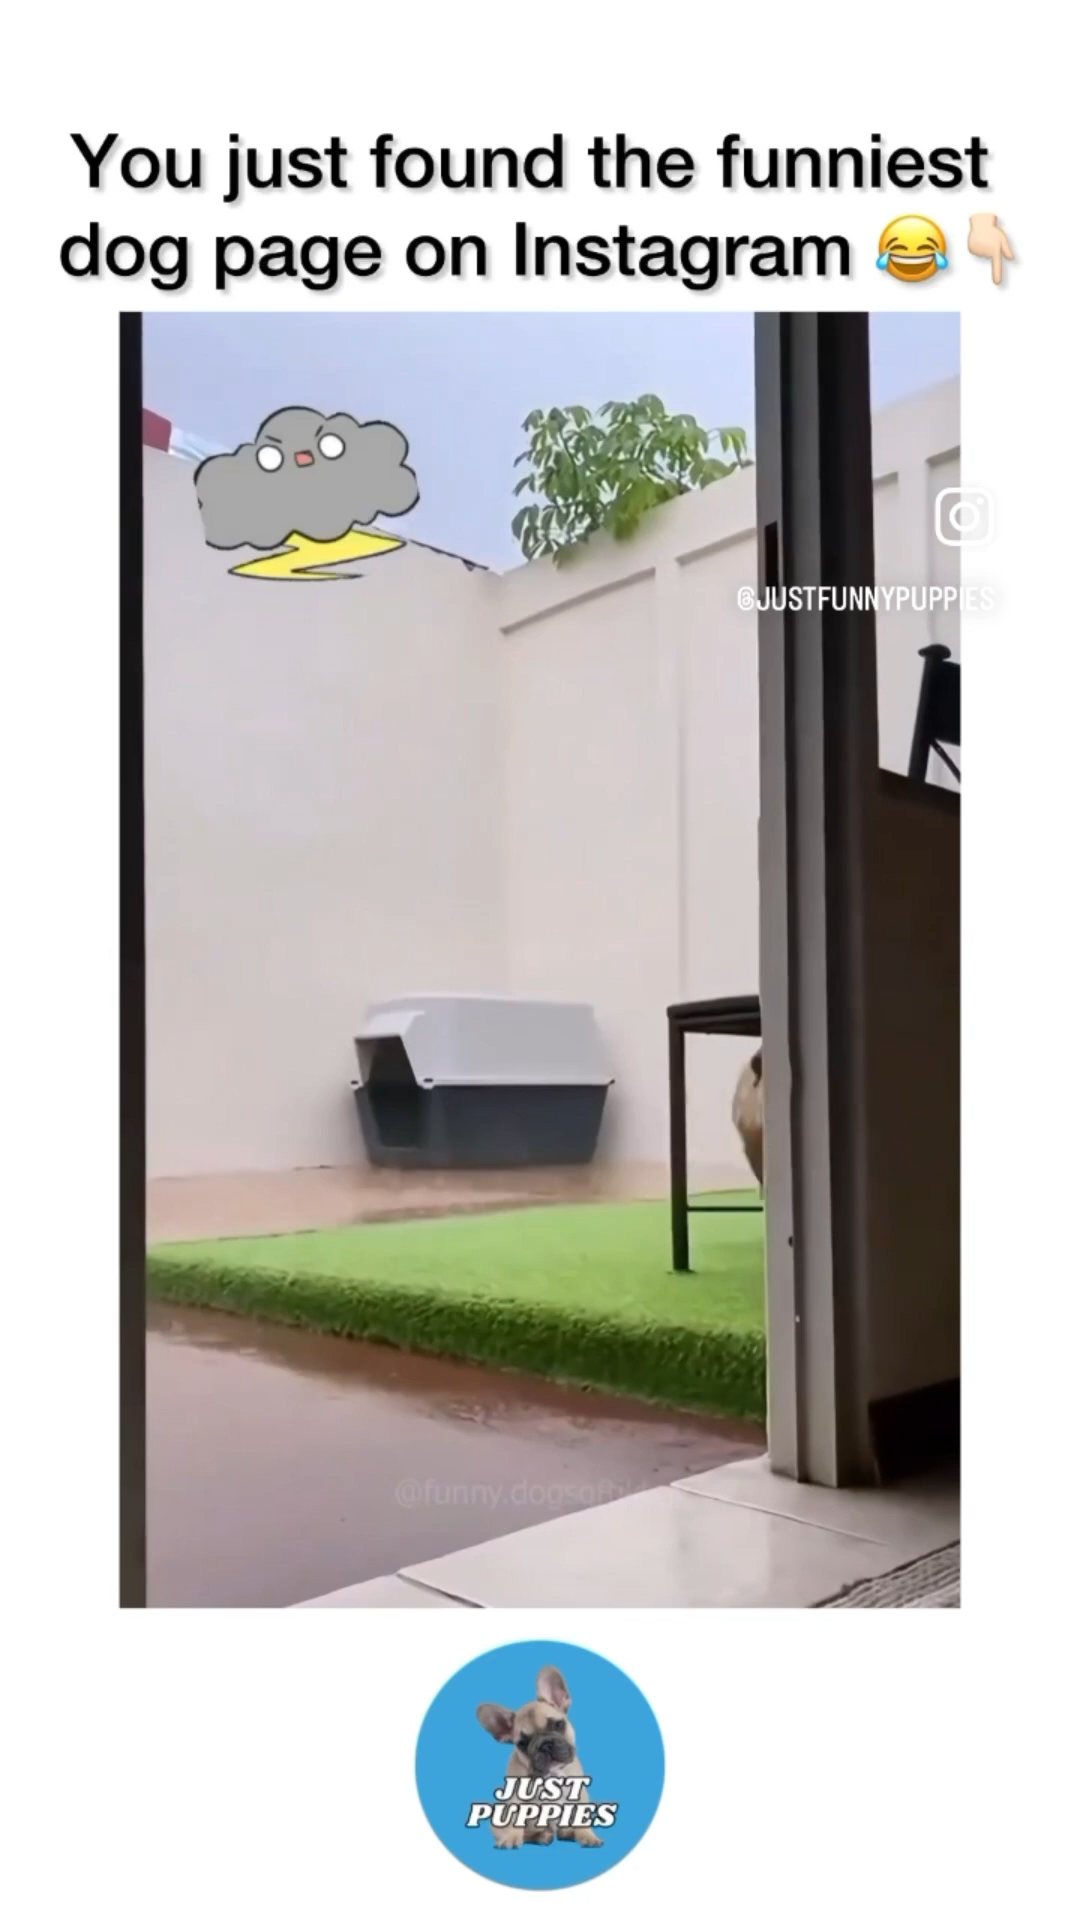 You just found the funniest
dog page on Instagram 😂👇🏻
@JUSTFUNNYPUPPIES
JUST
PUPPIES